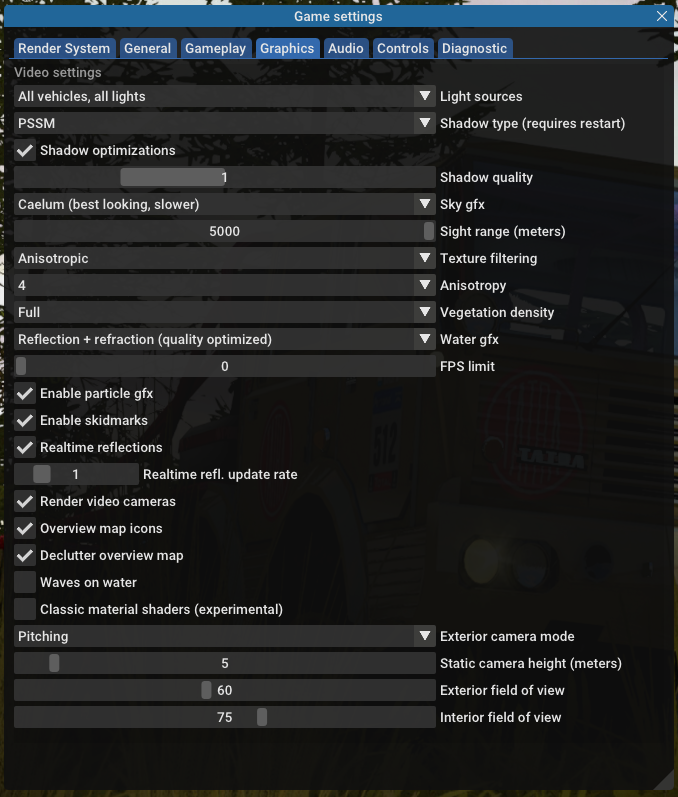 Game settings
Render System General Gameplay Graphics Audio Controls Diagnostic
Video settings
All vehicles, all lights Light sources
PSSM Shadow type (requires restart)
Shadow optimizations
1 Shadow quality
Caelum (best looking, slower) Sky gfx
5000 Sight range (meters)
Anisotropic Texture filtering
4 Anisotropy
Full Vegetation density
Reflection + refraction (quality optimized) Water gfx
0 FPS limit
Enable particle gfx
Enable skidmarks
Realtime reflections
1 Realtime refl. update rate
Render video cameras
Overview map icons
Declutter overview map
Waves on water
Classic material shaders (experimental)
Pitching Exterior camera mode
5 Static camera height (meters)
60 Exterior field of view
75 Interior field of view
512